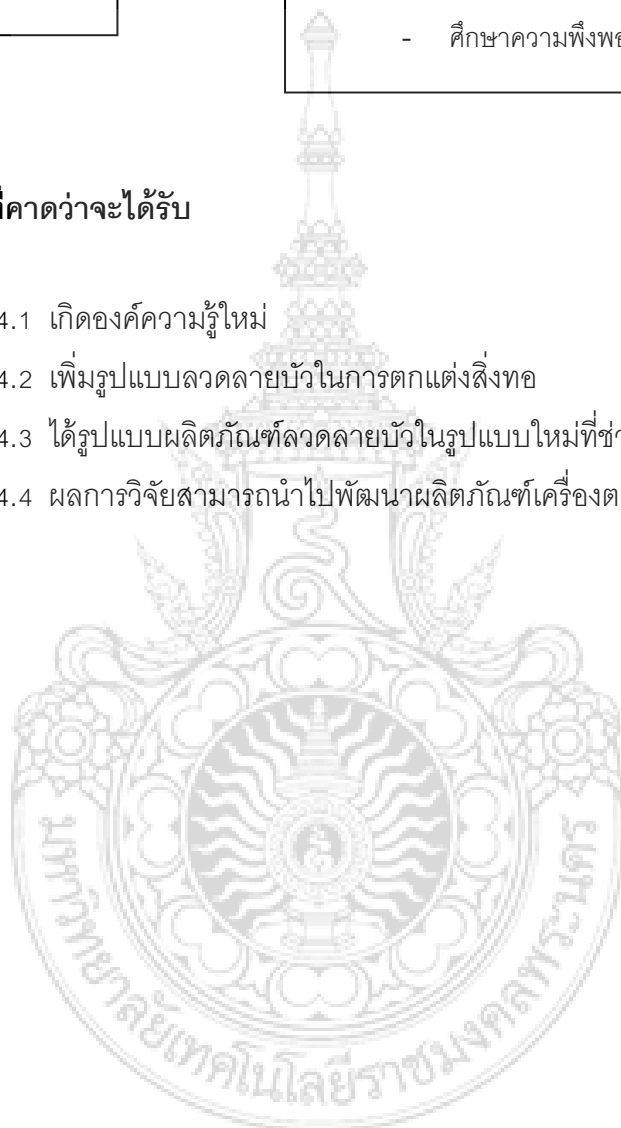 - ศึกษาความพึงพอ
ที่คาดว่าจะได้รับ
4.1 เกิดองค์ความรู้ใหม่
4.2 เพิ่มรูปแบบลวดลายบัวในการตกแต่งสิ่งทอ
4.3 ได้รูปแบบผลิตภัณฑ์ลวดลายบัวในรูปแบบใหม่ที่ช่ว
4.4 ผลการวิจัยสามารถนำไปพัฒนาผลิตภัณฑ์เครื่องต
มหาวิทยาลัยเทคโนโลยีราชมงคลพระนคร